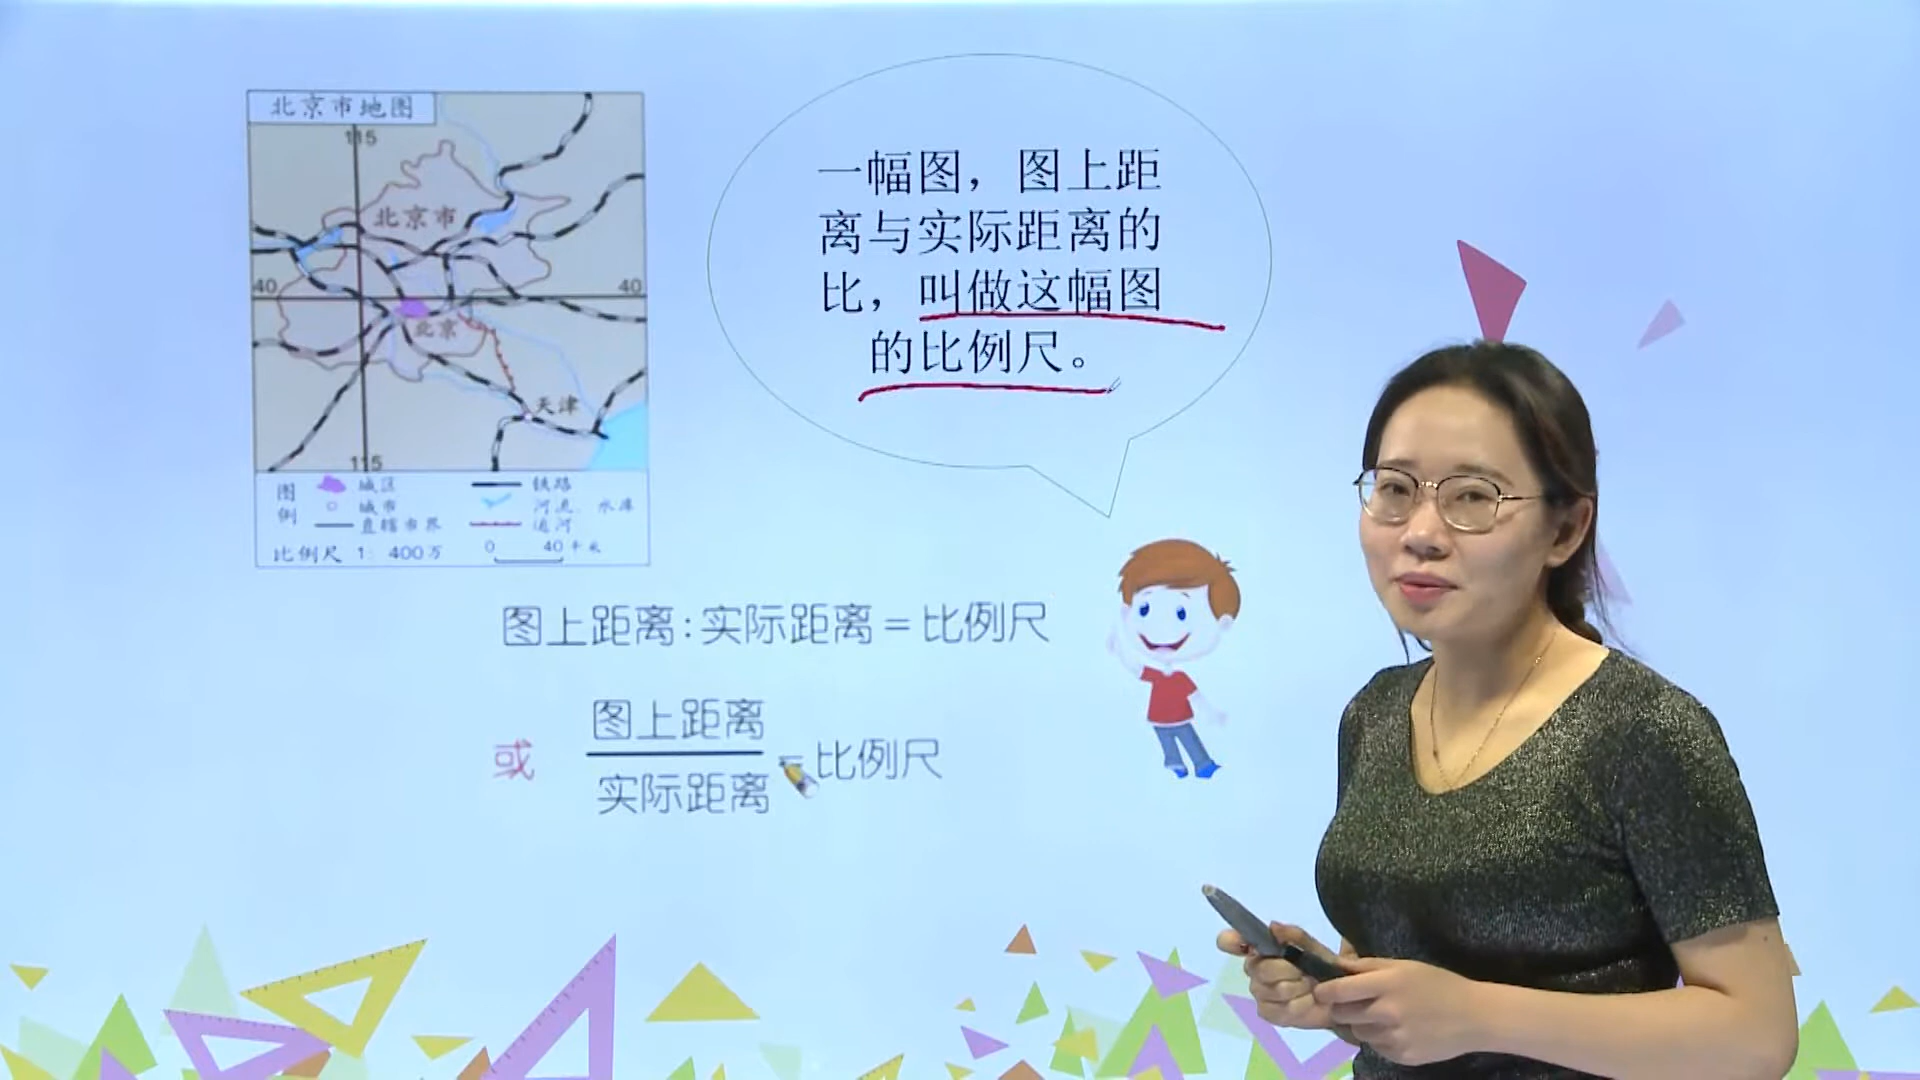 北京市地图
115
北京市
40
40
北京
天津
115
图例
城区
铁路
城市
河流、水库
直辖市界
运河
比例尺 1：400万
0 40千米
一幅图，图上距
离与实际距离的
比，叫做这幅图
的比例尺。
图上距离:实际距离=比例尺
或 图上距离
实际距离
=比例尺